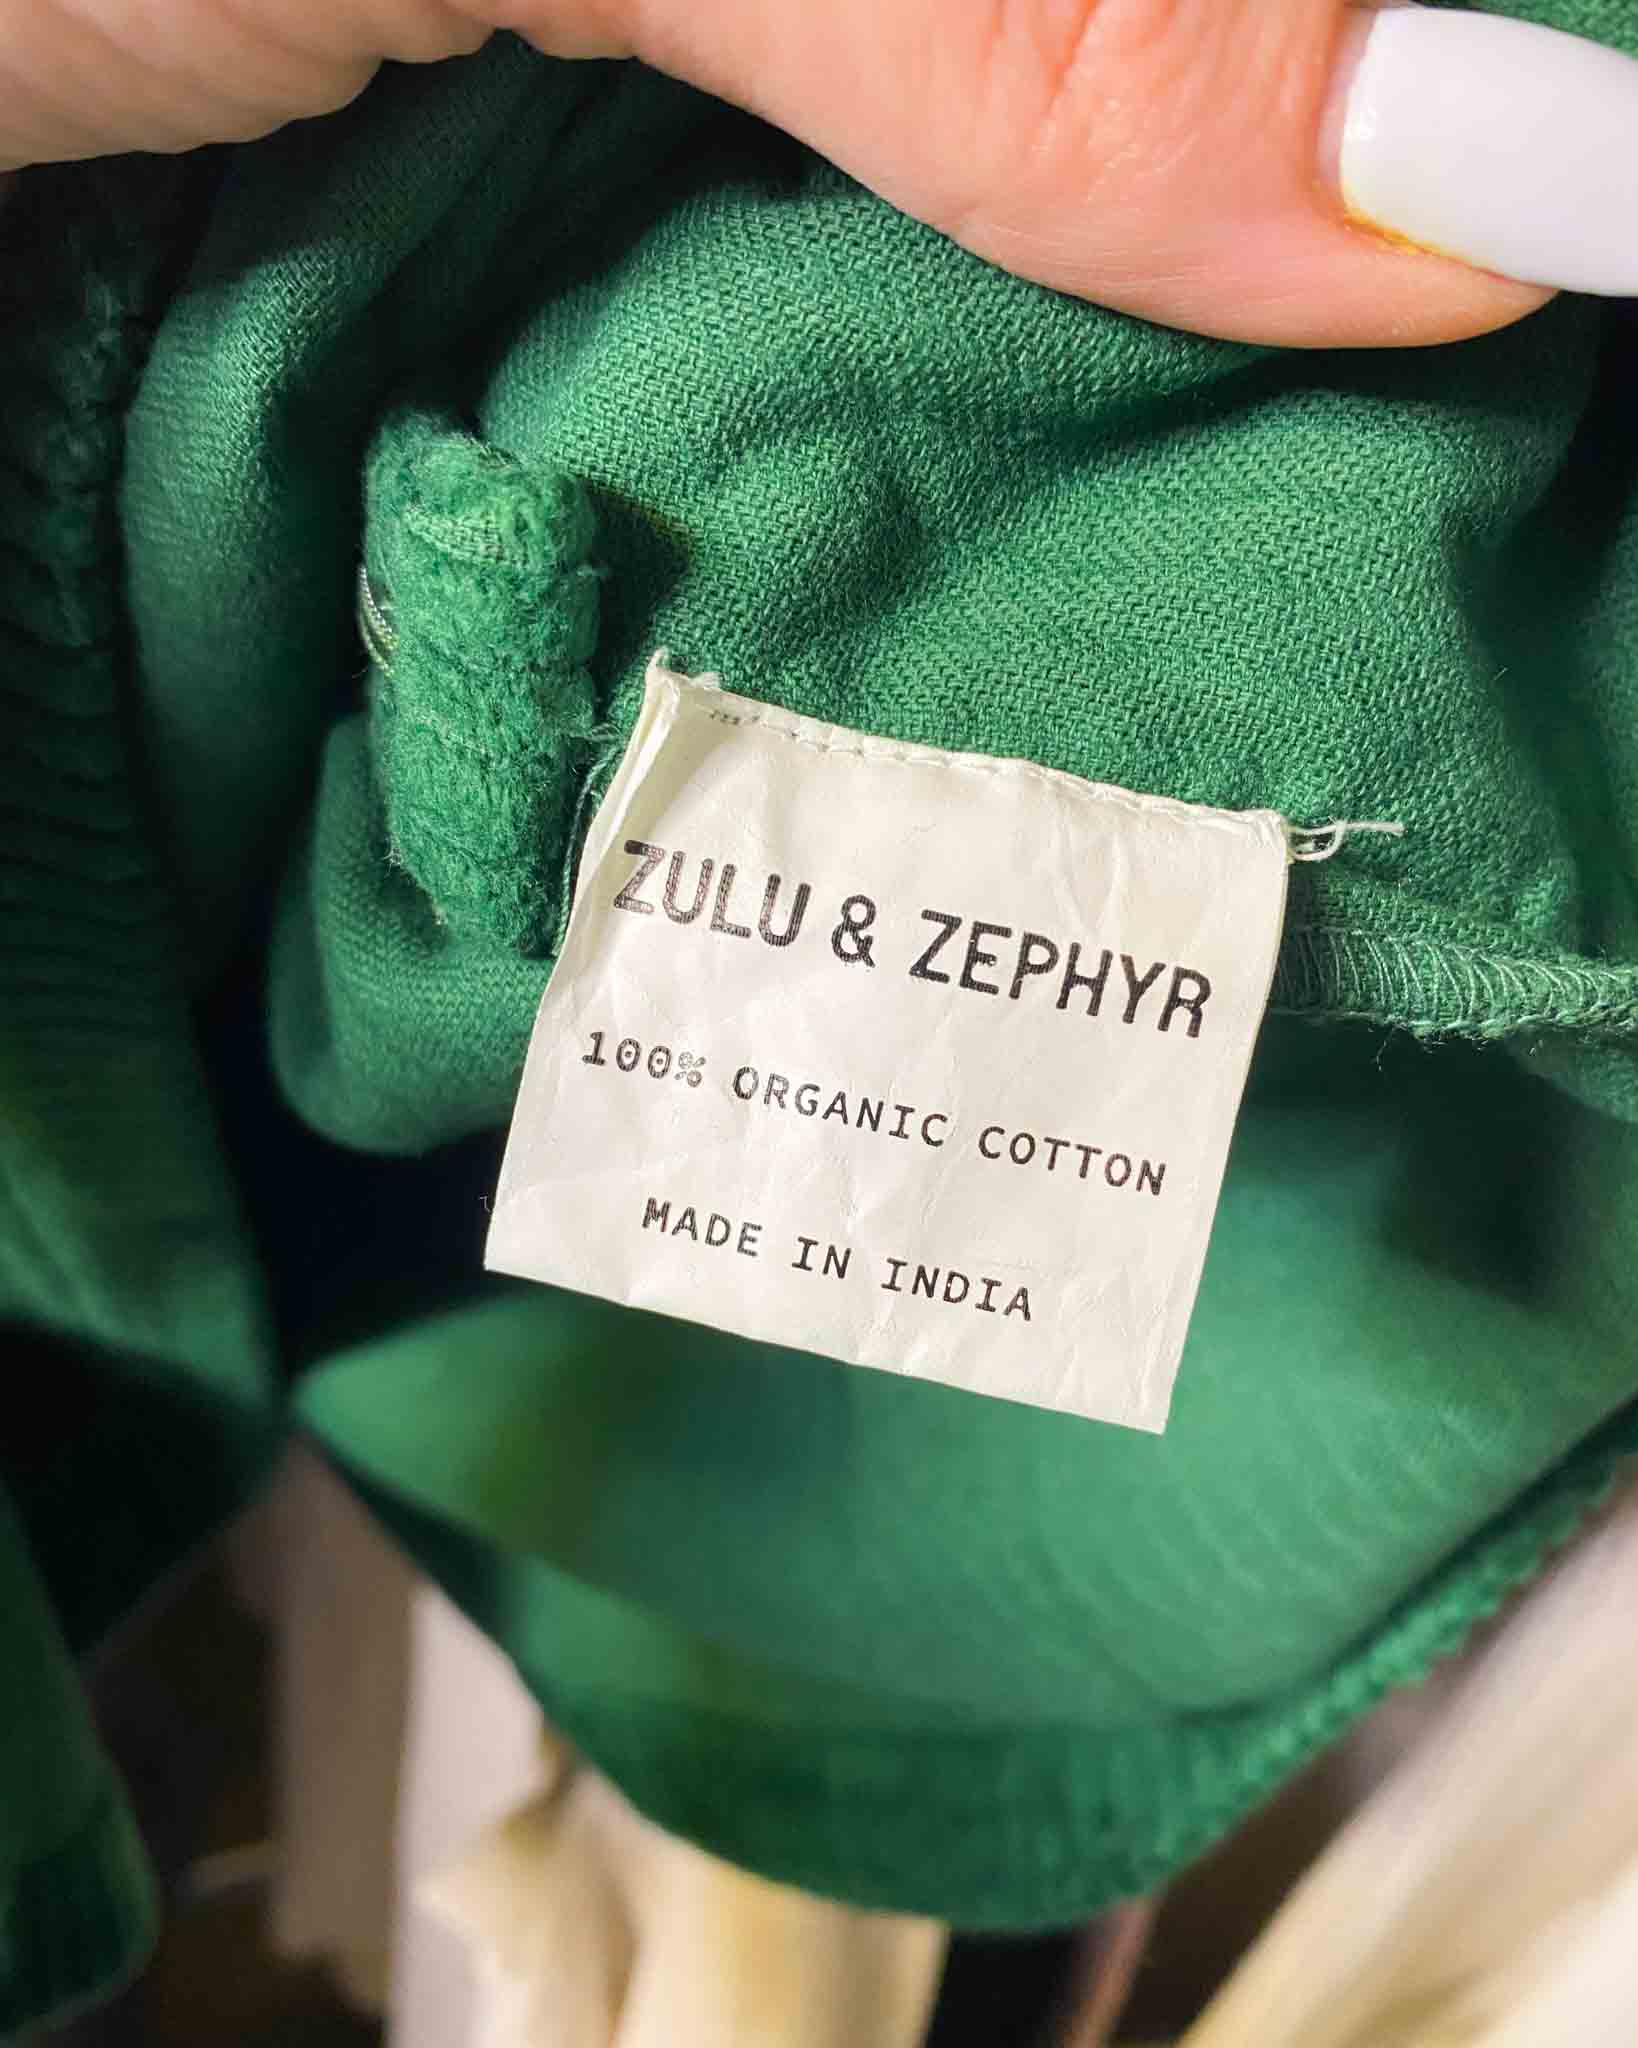 ZULU & ZEPHYR
100% ORGANIC COTTON
MADE IN INDIA